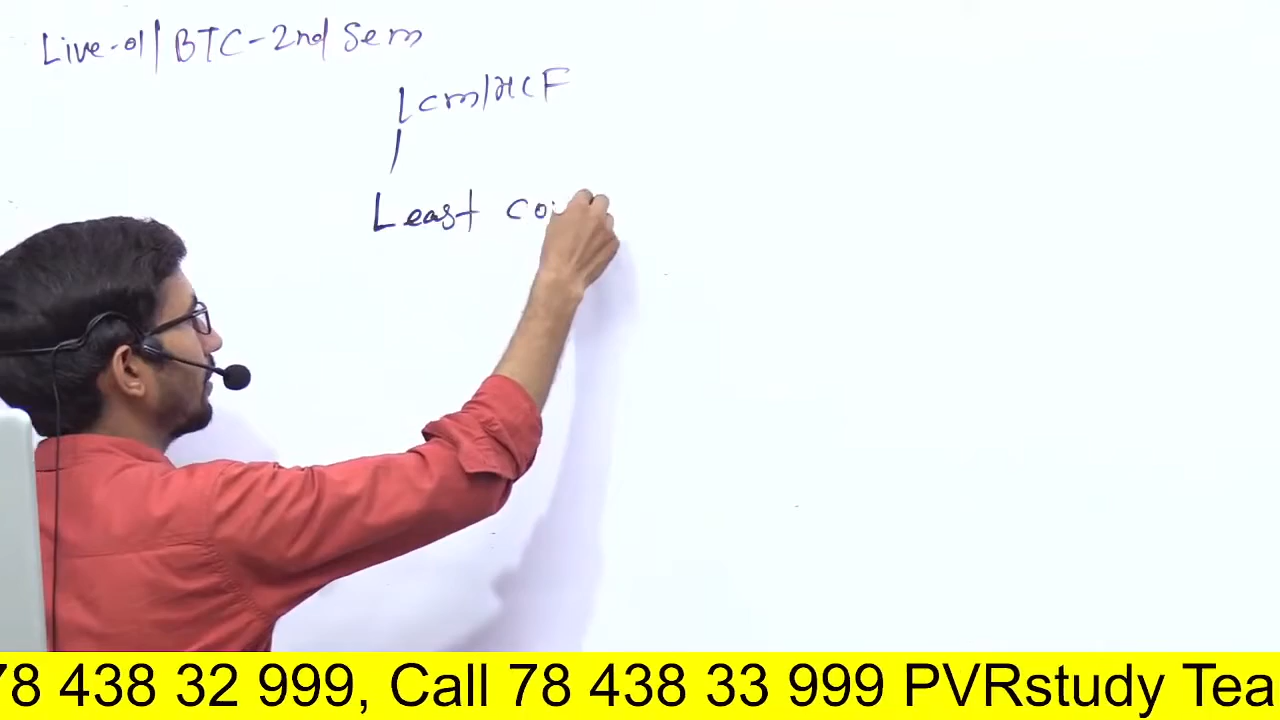 Live-01/BTC-2nd Sem
LCM/HCF
Least co
78 438 32 999, Call 78 438 33 999 PVRstudy Tea